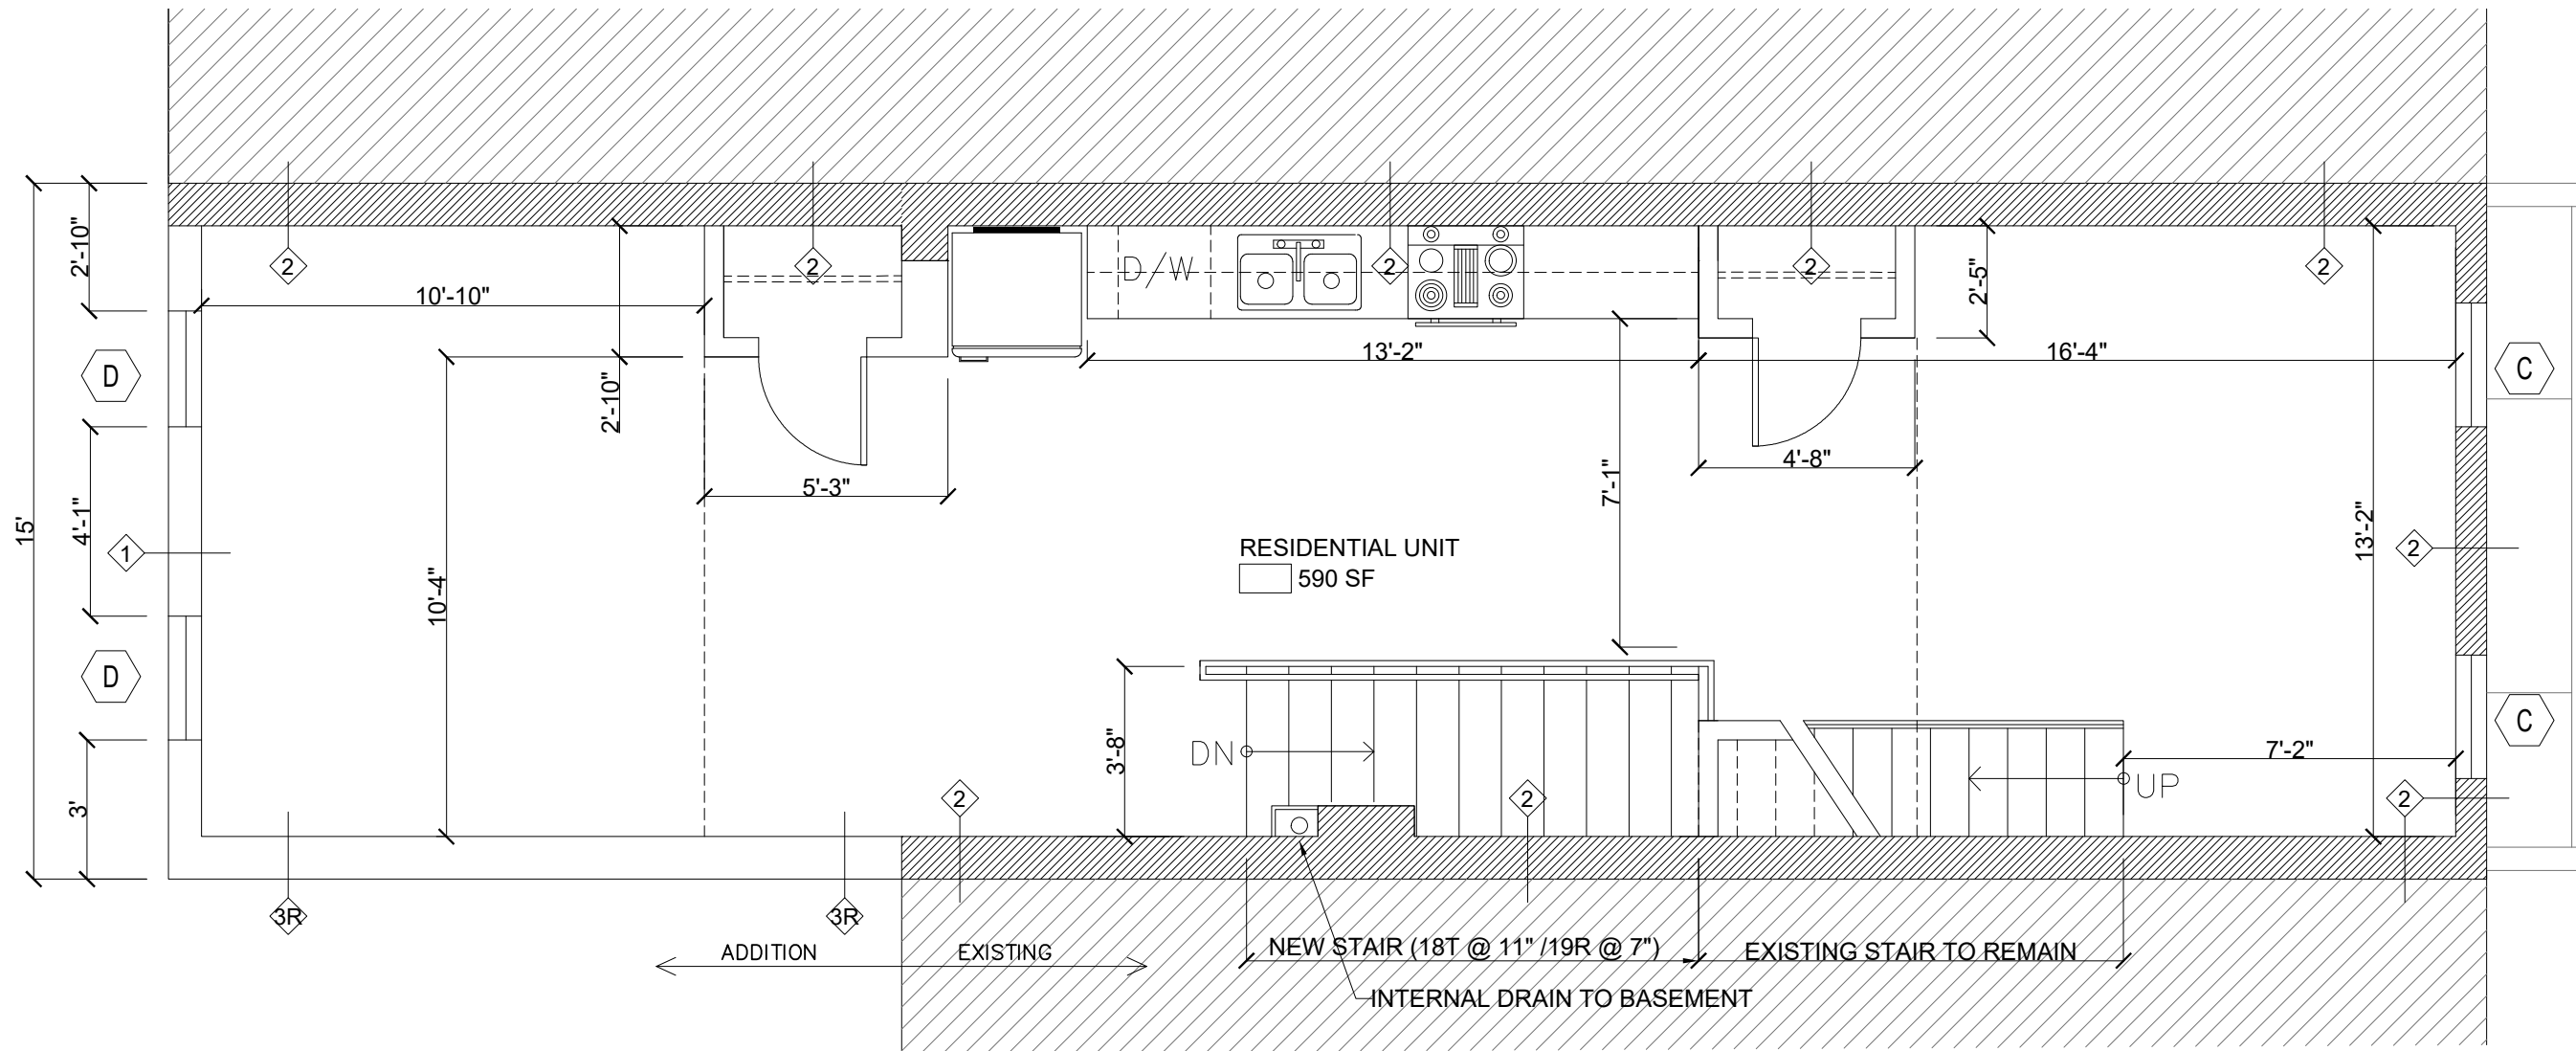 2'-10"
2
2
2
2
2
10'-10"
D/W
2'-5"
13'-2"
16'-4"
D
C
2'-10"
4'-8"
5'-3"
7'-1"
15'
4'-1"
1
13'-2"
2
RESIDENTIAL UNIT
590 SF
10'-4"
D
C
3'-8"
DN
7'-2"
UP
3'
2
2
2
3R
3R
ADDITION
EXISTING
NEW STAIR (18T @ 11" /19R @ 7")
EXISTING STAIR TO REMAIN
INTERNAL DRAIN TO BASEMENT